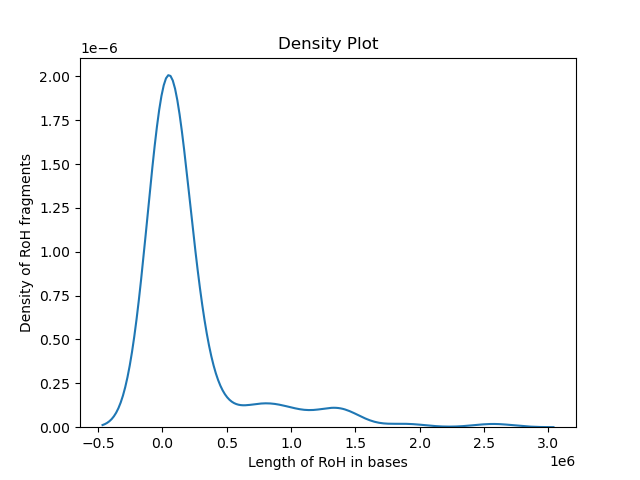 Density Plot
1e−6
2.00
1.75
1.50
1.25
1.00
0.75
0.50
0.25
0.00
Density of RoH fragments
−0.5 0.0 0.5 1.0 1.5 2.0 2.5 3.0
Length of RoH in bases
1e6